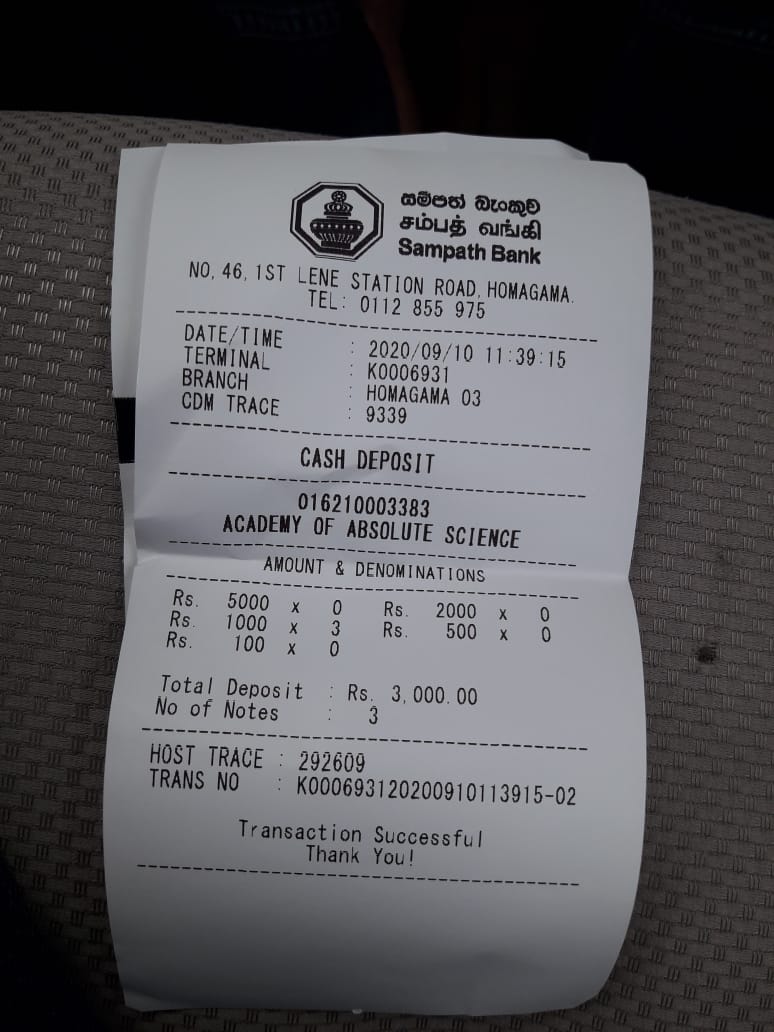 සම්පත් බැංකුව
சம்பத் வங்கி
Sampath Bank
NO, 46, 1ST LENE STATION ROAD, HOMAGAMA.
TEL: 0112 855 975
DATE/TIME : 2020/09/10 11:39:15
TERMINAL : K0006931
BRANCH : HOMAGAMA 03
CDM TRACE : 9339
CASH DEPOSIT
016210003383
ACADEMY OF ABSOLUTE SCIENCE
AMOUNT & DENOMINATIONS
Rs. 5000 x 0 Rs. 2000 x 0
Rs. 1000 x 3 Rs. 500 x 0
Rs. 100 x 0
Total Deposit : Rs. 3,000.00
No of Notes : 3
HOST TRACE : 292609
TRANS NO : K000693120200910113915-02
Transaction Successful
Thank You!